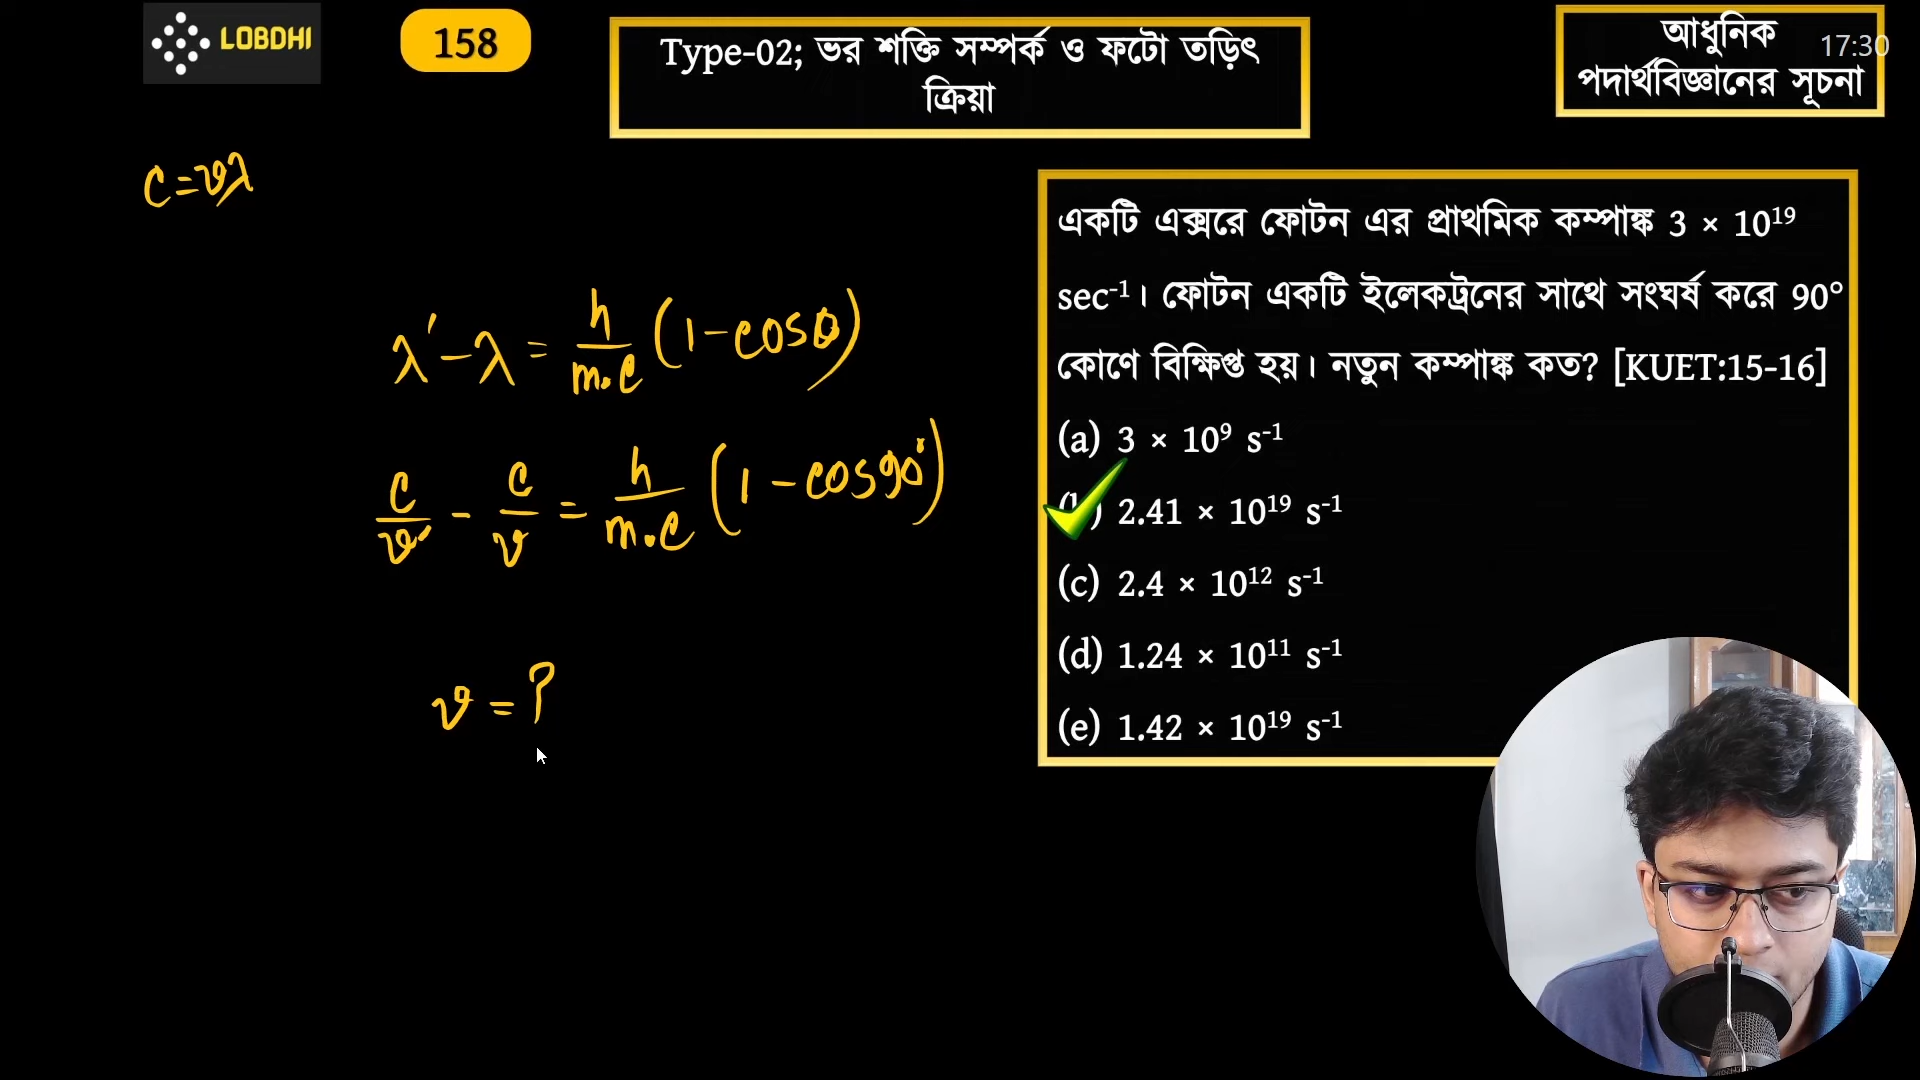 LOBDHI
158
Type-02; ভর শক্তি সম্পর্ক ও ফটো তড়িৎ
ক্রিয়া
আধুনিক
পদার্থবিজ্ঞানের সূচনা
17:30
C=υλ
λ′-λ = h/m₀c (1-cosθ)
c/υ′ - c/υ = h/m₀c (1-cos90°)
υ = ?
একটি এক্সরে ফোটন এর প্রাথমিক কম্পাঙ্ক 3 × 10¹⁹
sec⁻¹। ফোটন একটি ইলেকট্রনের সাথে সংঘর্ষ করে 90°
কোণে বিক্ষিপ্ত হয়। নতুন কম্পাঙ্ক কত? [KUET:15-16]
(a) 3 × 10⁹ s⁻¹
2.41 × 10¹⁹ s⁻¹
(c) 2.4 × 10¹² s⁻¹
(d) 1.24 × 10¹¹ s⁻¹
(e) 1.42 × 10¹⁹ s⁻¹